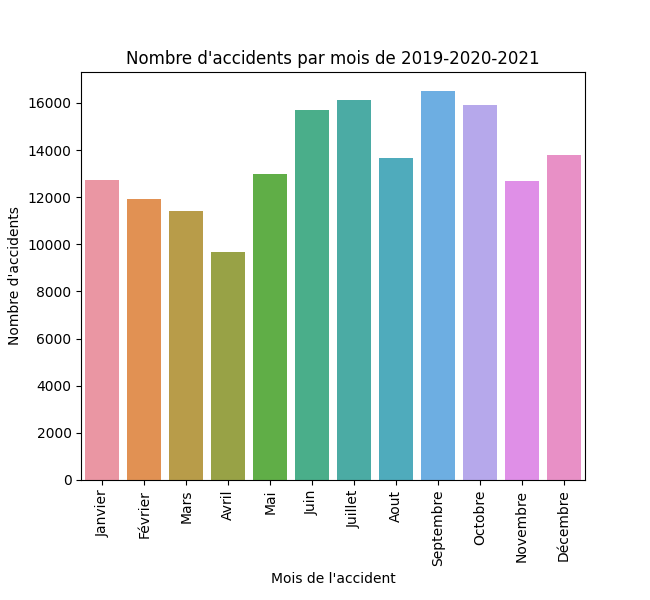 Nombre d'accidents par mois de 2019-2020-2021
Nombre d'accidents
16000
14000
12000
10000
8000
6000
4000
2000
0
Janvier
Février
Mars
Avril
Mai
Juin
Juillet
Aout
Septembre
Octobre
Novembre
Décembre
Mois de l'accident